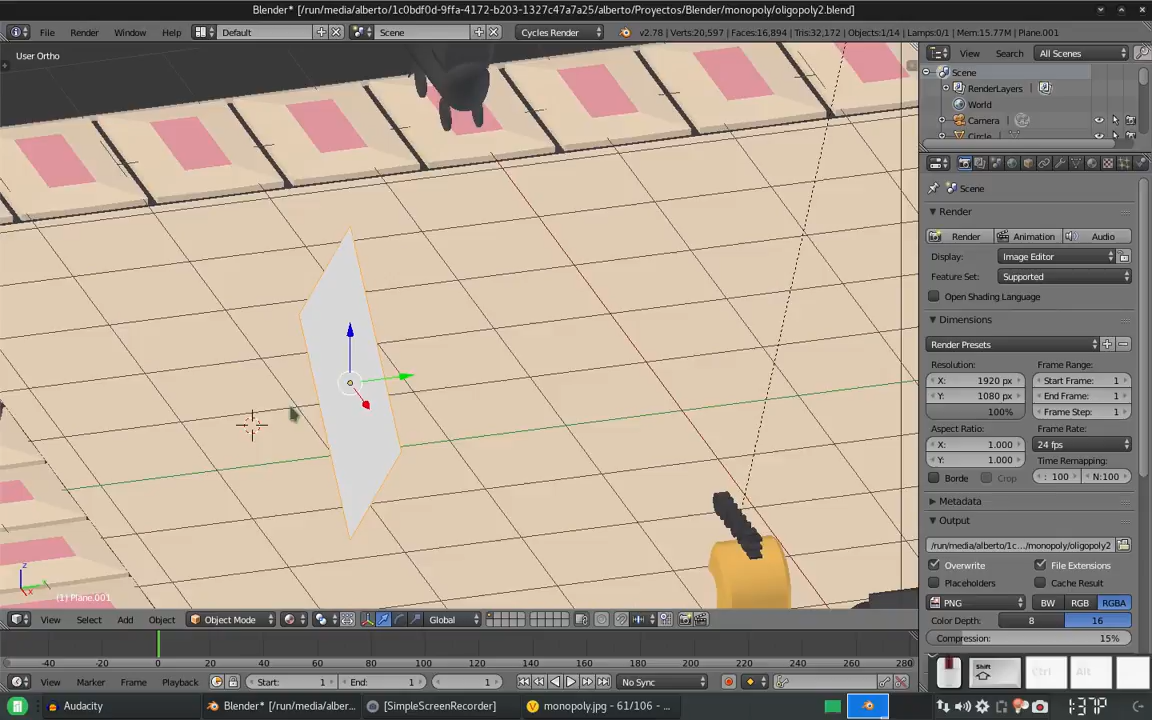 Blender* [/run/media/alberto/1c0bdf0d-9ffa-4172-b203-1327c47a7a25/alberto/Proyectos/Blender/monopoly/oligopoly2.blend]
File Render Window Help Default Scene Cycles Render v2.78 | Verts:20,597 | Faces:16,894 | Tris:32,172 | Objects:1/14 | Lamps:0/1 | Mem:15.77M | Plane.001
User Ortho
View Search All Scenes
Scene
RenderLayers
World
Camera
Circle
Scene
Render
Render Animation Audio
Display: Image Editor
Feature Set: Supported
Open Shading Language
Dimensions
Render Presets
Resolution: Frame Range:
X: 1920 px Start Frame: 1
Y: 1080 px End Frame: 1
100% Frame Step: 1
Aspect Ratio: Frame Rate:
X: 1.000 24 fps
Y: 1.000 Time Remapping:
Borde Crop : 100 N:100
Metadata
Output
/run/media/alberto/1c.../monopoly/oligopoly2
Overwrite File Extensions
Placeholders Cache Result
PNG BW RGB RGBA
Color Depth: 8 16
Compression: 15%
z
x
(1) Plane.001
View Select Add Object Object Mode Global
-40 -20 0 20 40 60 80 100 120 140 160 180 200 220 240 260 280
View Marker Frame Playback Start: 1 End: 1 1 No Sync
Shift Ctrl Alt
Audacity Blender* [/run/media/alber... [SimpleScreenRecorder] monopoly.jpg - 61/106 - ... 1:37P